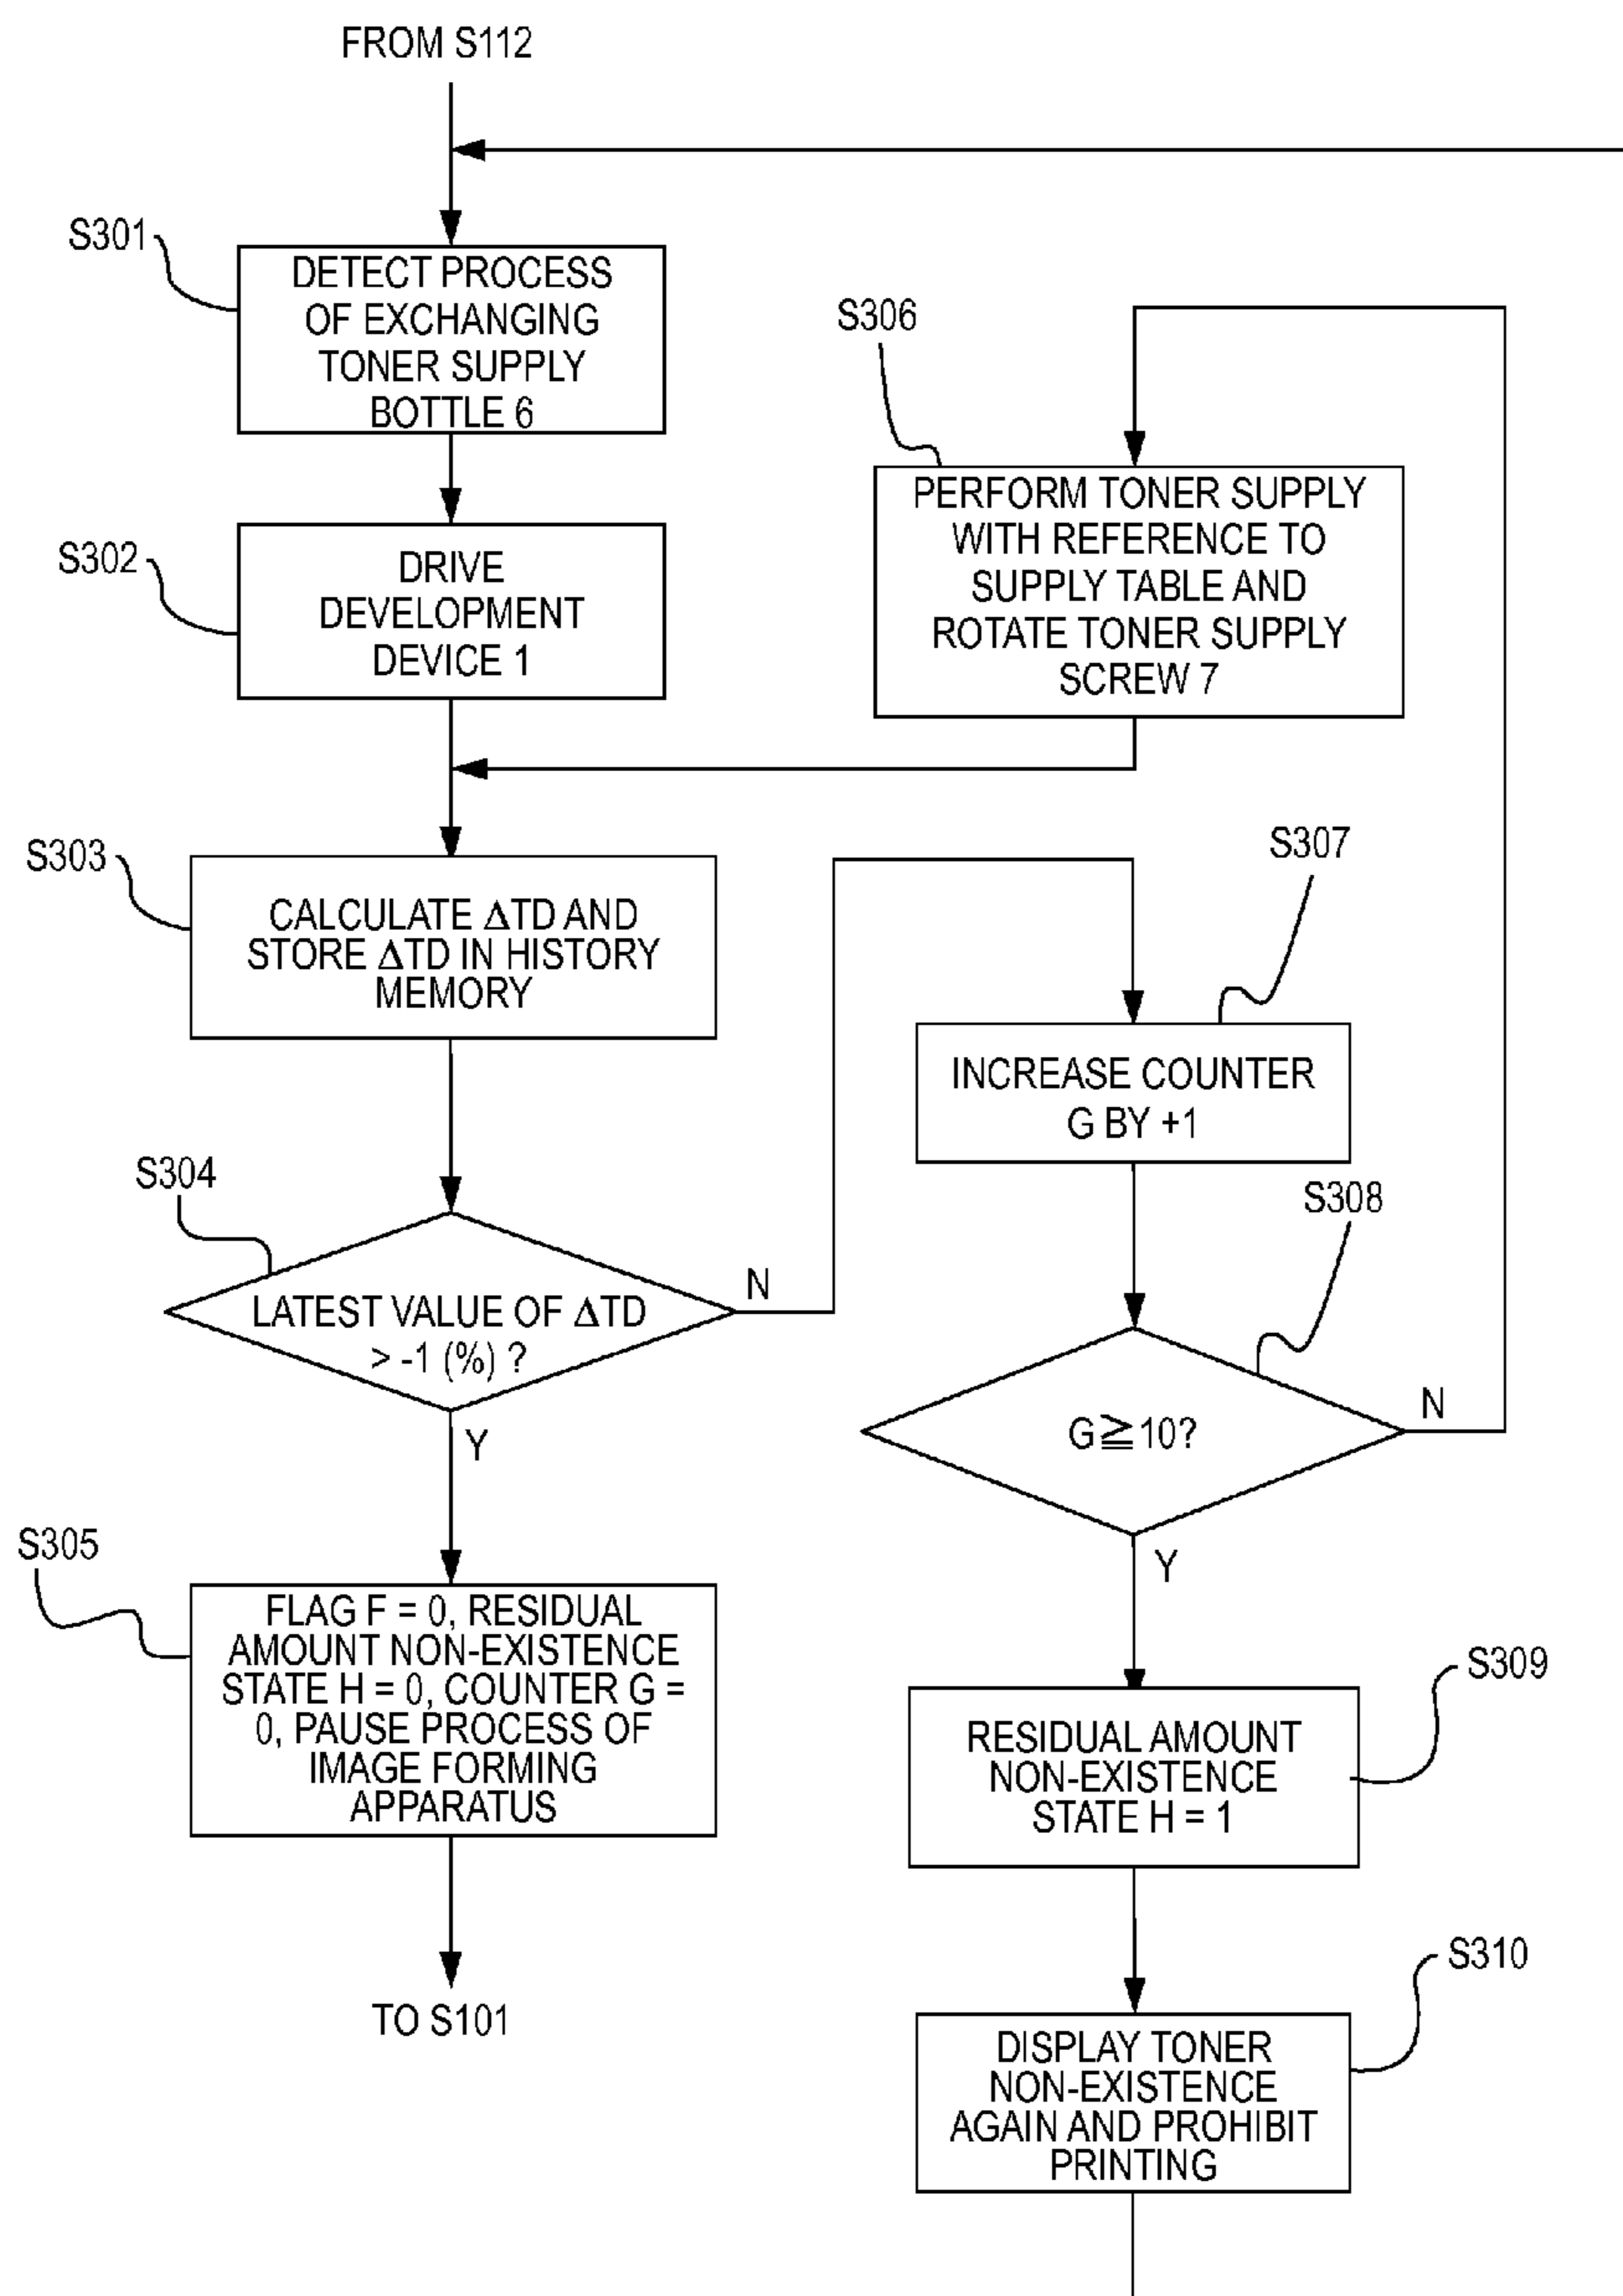 FROM S112
S301
DETECT PROCESS
OF EXCHANGING
TONER SUPPLY
BOTTLE 6
S302
DRIVE
DEVELOPMENT
DEVICE 1
S306
PERFORM TONER SUPPLY
WITH REFERENCE TO
SUPPLY TABLE AND
ROTATE TONER SUPPLY
SCREW 7
S303
CALCULATE ΔTD AND
STORE ΔTD IN HISTORY
MEMORY
S304
LATEST VALUE OF ΔTD
> -1 (%) ?
N
Y
S307
INCREASE COUNTER
G BY +1
S308
G≧10?
N
Y
S305
FLAG F = 0, RESIDUAL
AMOUNT NON-EXISTENCE
STATE H = 0, COUNTER G =
0, PAUSE PROCESS OF
IMAGE FORMING
APPARATUS
TO S101
S309
RESIDUAL AMOUNT
NON-EXISTENCE
STATE H = 1
S310
DISPLAY TONER
NON-EXISTENCE
AGAIN AND PROHIBIT
PRINTING